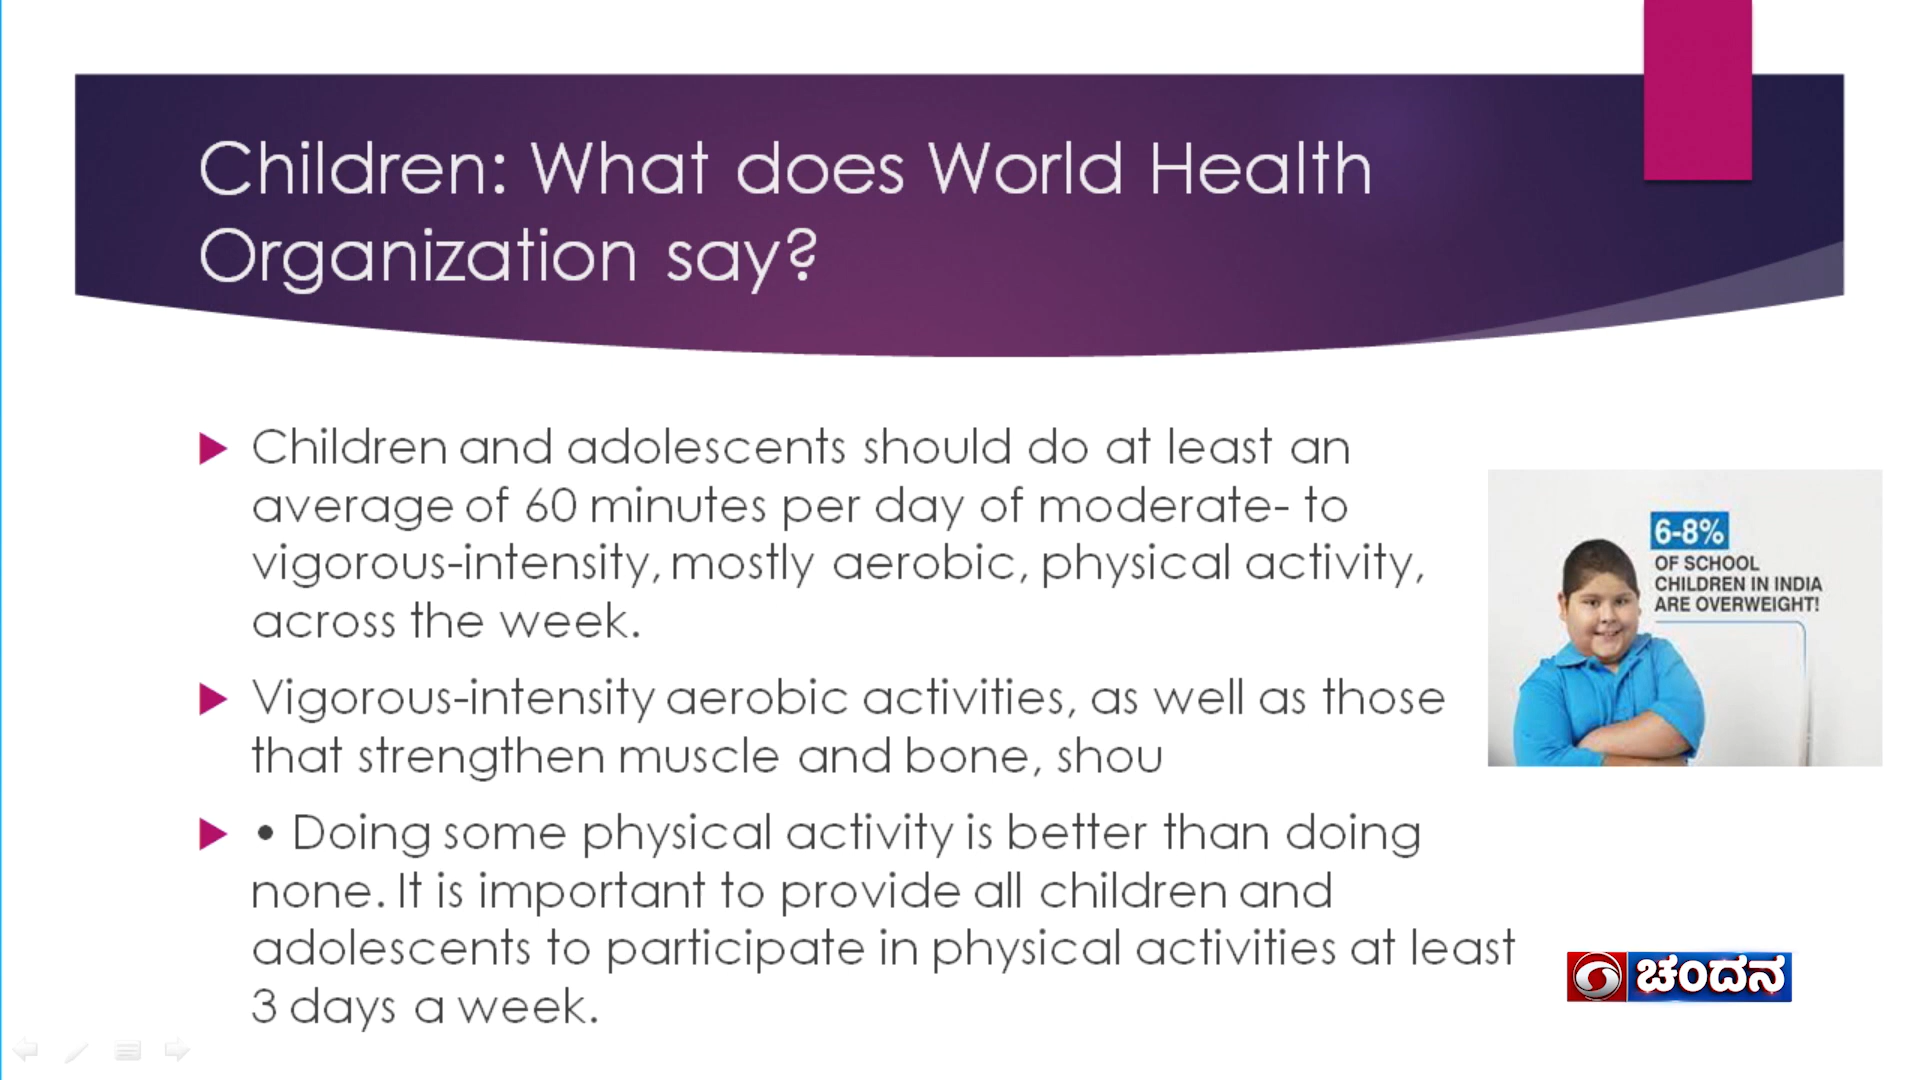 Children: What does World Health
Organization say?
Children and adolescents should do at least an
average of 60 minutes per day of moderate- to
vigorous-intensity, mostly aerobic, physical activity,
across the week.
Vigorous-intensity aerobic activities, as well as those
that strengthen muscle and bone, shou
• Doing some physical activity is better than doing
none. It is important to provide all children and
adolescents to participate in physical activities at least
3 days a week.
6-8%
OF SCHOOL
CHILDREN IN INDIA
ARE OVERWEIGHT!
ಚಂದನ